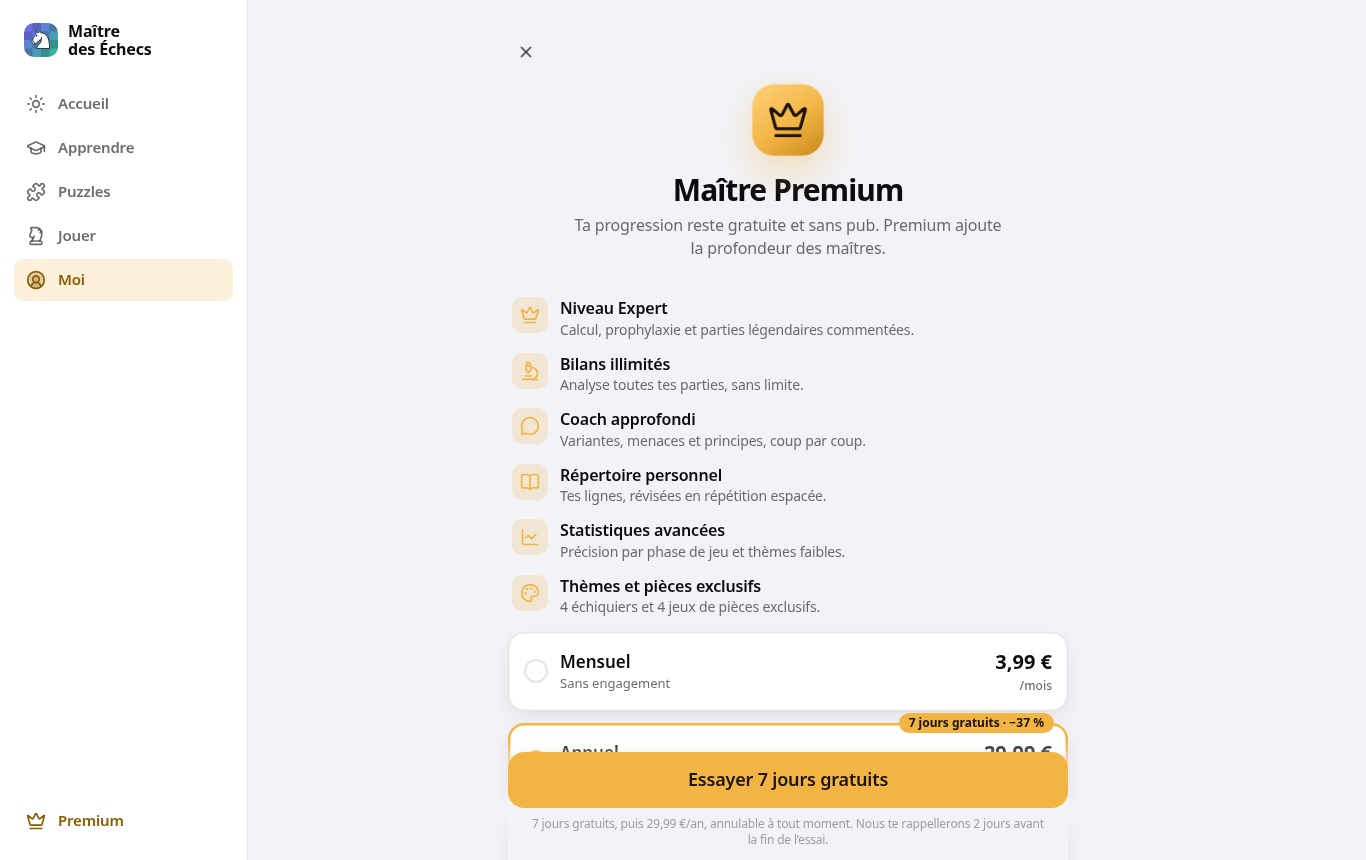 Maître
des Échecs
Accueil
Apprendre
Puzzles
Jouer
Moi
Premium
Maître Premium
Ta progression reste gratuite et sans pub. Premium ajoute
la profondeur des maîtres.
Niveau Expert
Calcul, prophylaxie et parties légendaires commentées.
Bilans illimités
Analyse toutes tes parties, sans limite.
Coach approfondi
Variantes, menaces et principes, coup par coup.
Répertoire personnel
Tes lignes, révisées en répétition espacée.
Statistiques avancées
Précision par phase de jeu et thèmes faibles.
Thèmes et pièces exclusifs
4 échiquiers et 4 jeux de pièces exclusifs.
Mensuel
3,99 €
Sans engagement
/mois
7 jours gratuits · −37 %
Annuel
29,99 €
Essayer 7 jours gratuits
7 jours gratuits, puis 29,99 €/an, annulable à tout moment. Nous te rappellerons 2 jours avant
la fin de l’essai.